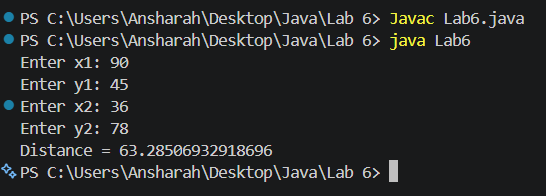 PS C:\Users\Ansharah\Desktop\Java\Lab 6> Javac Lab6.java
PS C:\Users\Ansharah\Desktop\Java\Lab 6> java Lab6
Enter x1: 90
Enter y1: 45
Enter x2: 36
Enter y2: 78
Distance = 63.28506932918696
PS C:\Users\Ansharah\Desktop\Java\Lab 6>